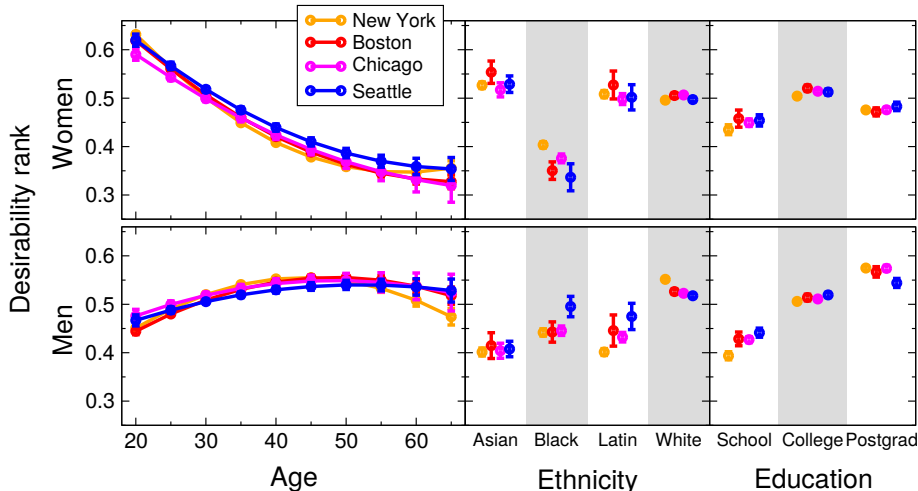 New York
Boston
Chicago
Seattle
Desirability rank
Women
0.6
0.5
0.4
0.3
Men
0.6
0.5
0.4
0.3
20 30 40 50 60
Asian Black Latin White School College Postgrad
Age Ethnicity Education